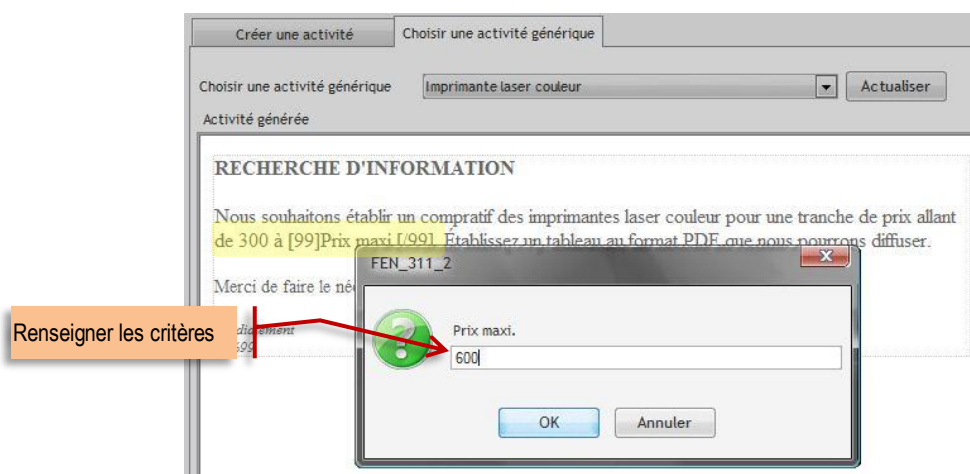 Créer une activité
Choisir une activité générique
Choisir une activité générique
Imprimante laser couleur
Actualiser
Activité générée
RECHERCHE D'INFORMATION
Nous souhaitons établir un compratif des imprimantes laser couleur pour une tranche de prix allant
de 300 à [99]Prix maxi.[/99]. Établissez un tableau au format PDF que nous pourrons diffuser.
Merci de faire le
FEN_311_2
Renseigner les critères
Prix maxi.
600
OK
Annuler